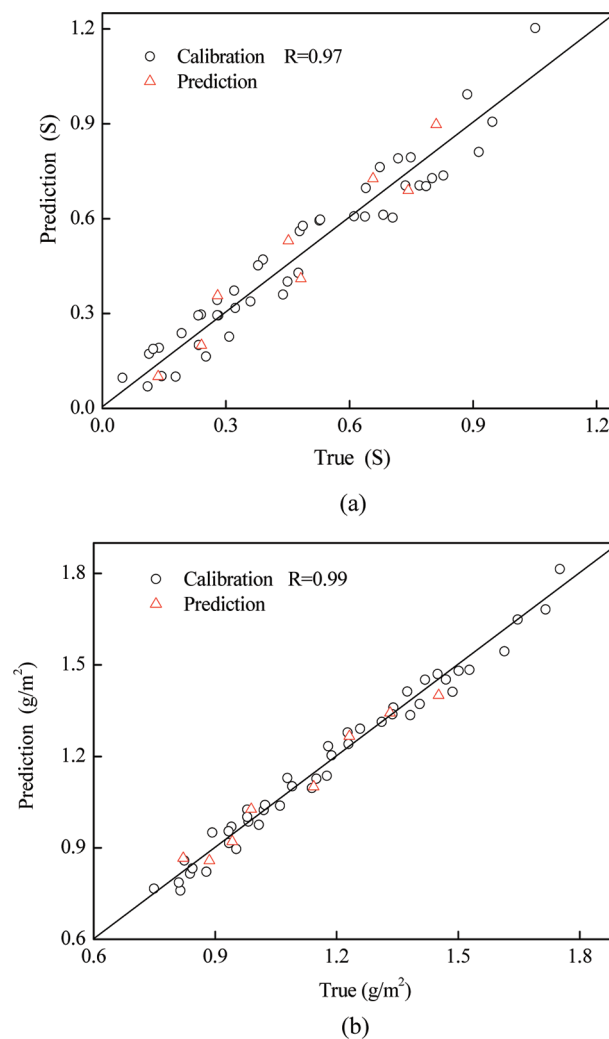 1.2
Calibration R=0.97
Prediction
0.9
Prediction (S)
0.6
0.3
0.0
0.0 0.3 0.6 0.9 1.2
True (S)
(a)
1.8
Calibration R=0.99
Prediction
1.5
Prediction (g/m²)
1.2
0.9
0.6
0.6 0.9 1.2 1.5 1.8
True (g/m²)
(b)